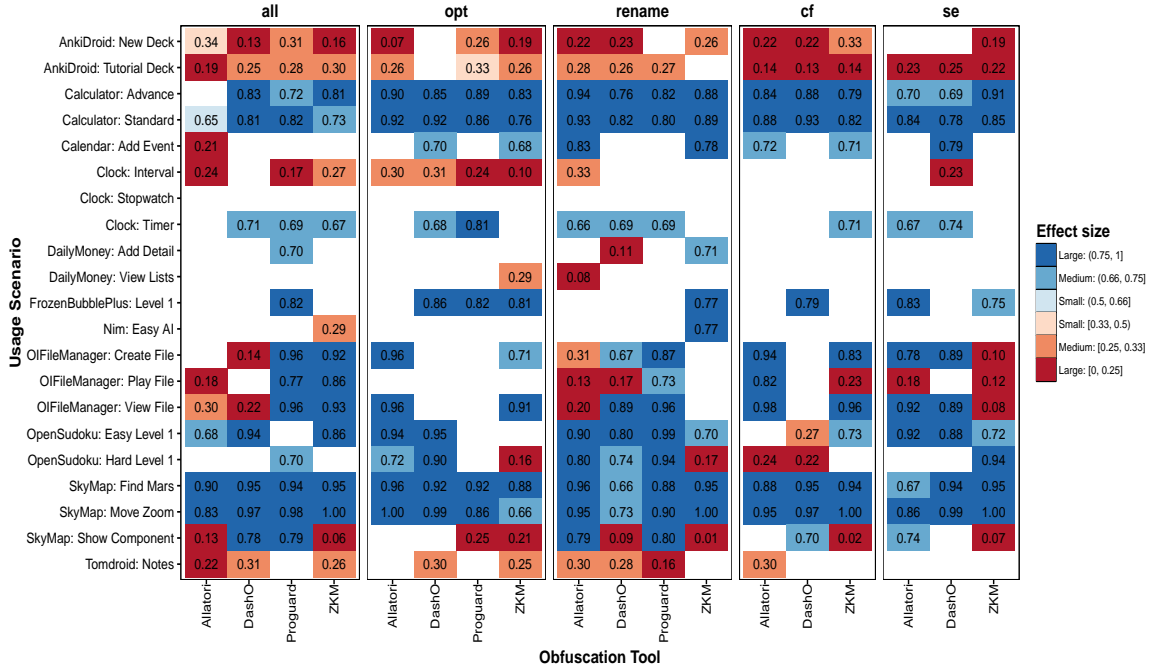 all opt rename cf se
AnkiDroid: New Deck 0.34 0.13 0.31 0.16 0.07 0.26 0.19 0.22 0.23 0.26 0.22 0.22 0.33 0.19
AnkiDroid: Tutorial Deck 0.19 0.25 0.28 0.30 0.26 0.33 0.26 0.28 0.26 0.27 0.14 0.13 0.14 0.23 0.25 0.22
Calculator: Advance 0.83 0.72 0.81 0.90 0.85 0.89 0.83 0.94 0.76 0.82 0.88 0.84 0.88 0.79 0.70 0.69 0.91
Calculator: Standard 0.65 0.81 0.82 0.73 0.92 0.92 0.86 0.76 0.93 0.82 0.80 0.89 0.88 0.93 0.82 0.84 0.78 0.85
Calendar: Add Event 0.21 0.70 0.68 0.83 0.78 0.72 0.71 0.79
Clock: Interval 0.24 0.17 0.27 0.30 0.31 0.24 0.10 0.33 0.23
Clock: Stopwatch
Clock: Timer 0.71 0.69 0.67 0.68 0.81 0.66 0.69 0.69 0.71 0.67 0.74
DailyMoney: Add Detail 0.70 0.11 0.71
DailyMoney: View Lists 0.29 0.08
FrozenBubblePlus: Level 1 0.82 0.86 0.82 0.81 0.77 0.79 0.83 0.75
Nim: Easy AI 0.29 0.77
OIFileManager: Create File 0.14 0.96 0.92 0.96 0.71 0.31 0.67 0.87 0.94 0.83 0.78 0.89 0.10
OIFileManager: Play File 0.18 0.77 0.86 0.13 0.17 0.73 0.82 0.23 0.18 0.12
OIFileManager: View File 0.30 0.22 0.96 0.93 0.96 0.91 0.20 0.89 0.96 0.98 0.96 0.92 0.89 0.08
OpenSudoku: Easy Level 1 0.68 0.94 0.86 0.94 0.95 0.90 0.80 0.99 0.70 0.27 0.73 0.92 0.88 0.72
OpenSudoku: Hard Level 1 0.70 0.72 0.90 0.16 0.80 0.74 0.94 0.17 0.24 0.22 0.94
SkyMap: Find Mars 0.90 0.95 0.94 0.95 0.96 0.92 0.92 0.88 0.96 0.66 0.88 0.95 0.88 0.95 0.94 0.67 0.94 0.95
SkyMap: Move Zoom 0.83 0.97 0.98 1.00 1.00 0.99 0.86 0.66 0.95 0.73 0.90 1.00 0.95 0.97 1.00 0.86 0.99 1.00
SkyMap: Show Component 0.13 0.78 0.79 0.06 0.25 0.21 0.79 0.09 0.80 0.01 0.70 0.02 0.74 0.07
Tomdroid: Notes 0.22 0.31 0.26 0.30 0.25 0.30 0.28 0.16 0.30
Allatori DashO Proguard ZKM Allatori DashO Proguard ZKM Allatori DashO Proguard ZKM Allatori DashO ZKM Allatori DashO ZKM
Obfuscation Tool
Usage Scenario
Effect size
Large: (0.75, 1]
Medium: (0.66, 0.75]
Small: (0.5, 0.66]
Small: [0.33, 0.5)
Medium: [0.25, 0.33)
Large: [0, 0.25]